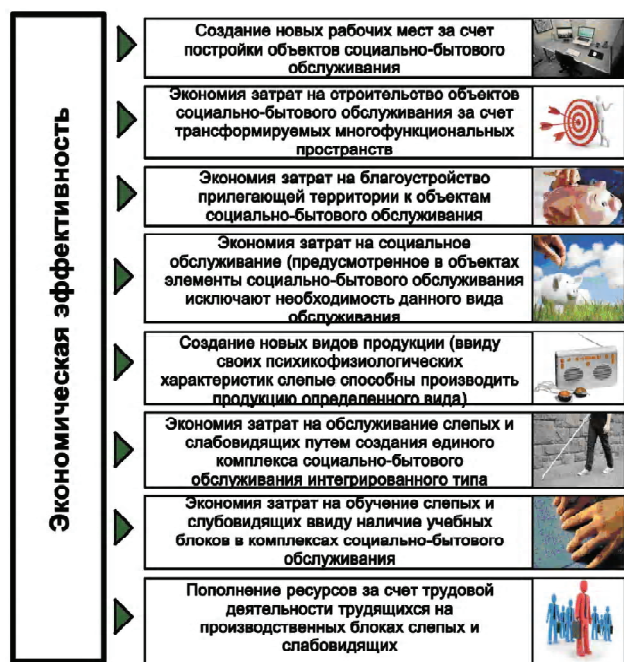 Экономическая эффективность
Создание новых рабочих мест за счет
постройки объектов социально-бытового
обслуживания
Экономия затрат на строительство объектов
социально-бытового обслуживания за счет
трансформируемых многофункциональных
пространств
Экономия затрат на благоустройство
прилегающей территории к объектам
социально-бытового обслуживания
Экономия затрат на социальное
обслуживание (предусмотренное в объектах
элементы социально-бытового обслуживания
исключают необходимость данного вида
обслуживания
Создание новых видов продукции (ввиду
своих психикофизиологических
характеристик слепые способны производить
продукцию определенного вида)
Экономия затрат на обслуживание слепых и
слабовидящих путем создания единого
комплекса социально-бытового
обслуживания интегрированного типа
Экономия затрат на обучение слепых и
слубовидящих ввиду наличие учебных
блоков в комплексах социально-бытового
обслуживания
Пополнение ресурсов за счет трудовой
деятельности трудящихся на
производственных блоках слепых и
слабовидящих